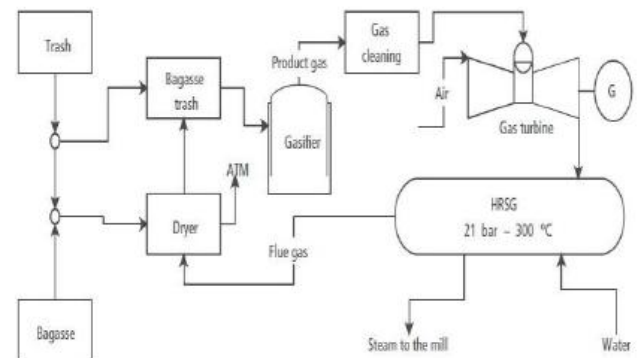 Trash
Bagasse
trash
Product gas
Gas
cleaning
Gasifier
Air
Gas turbine
G
ATM
Dryer
Flue gas
HRSG
21 bar – 300 °C
Bagasse
Steam to the mill
Water